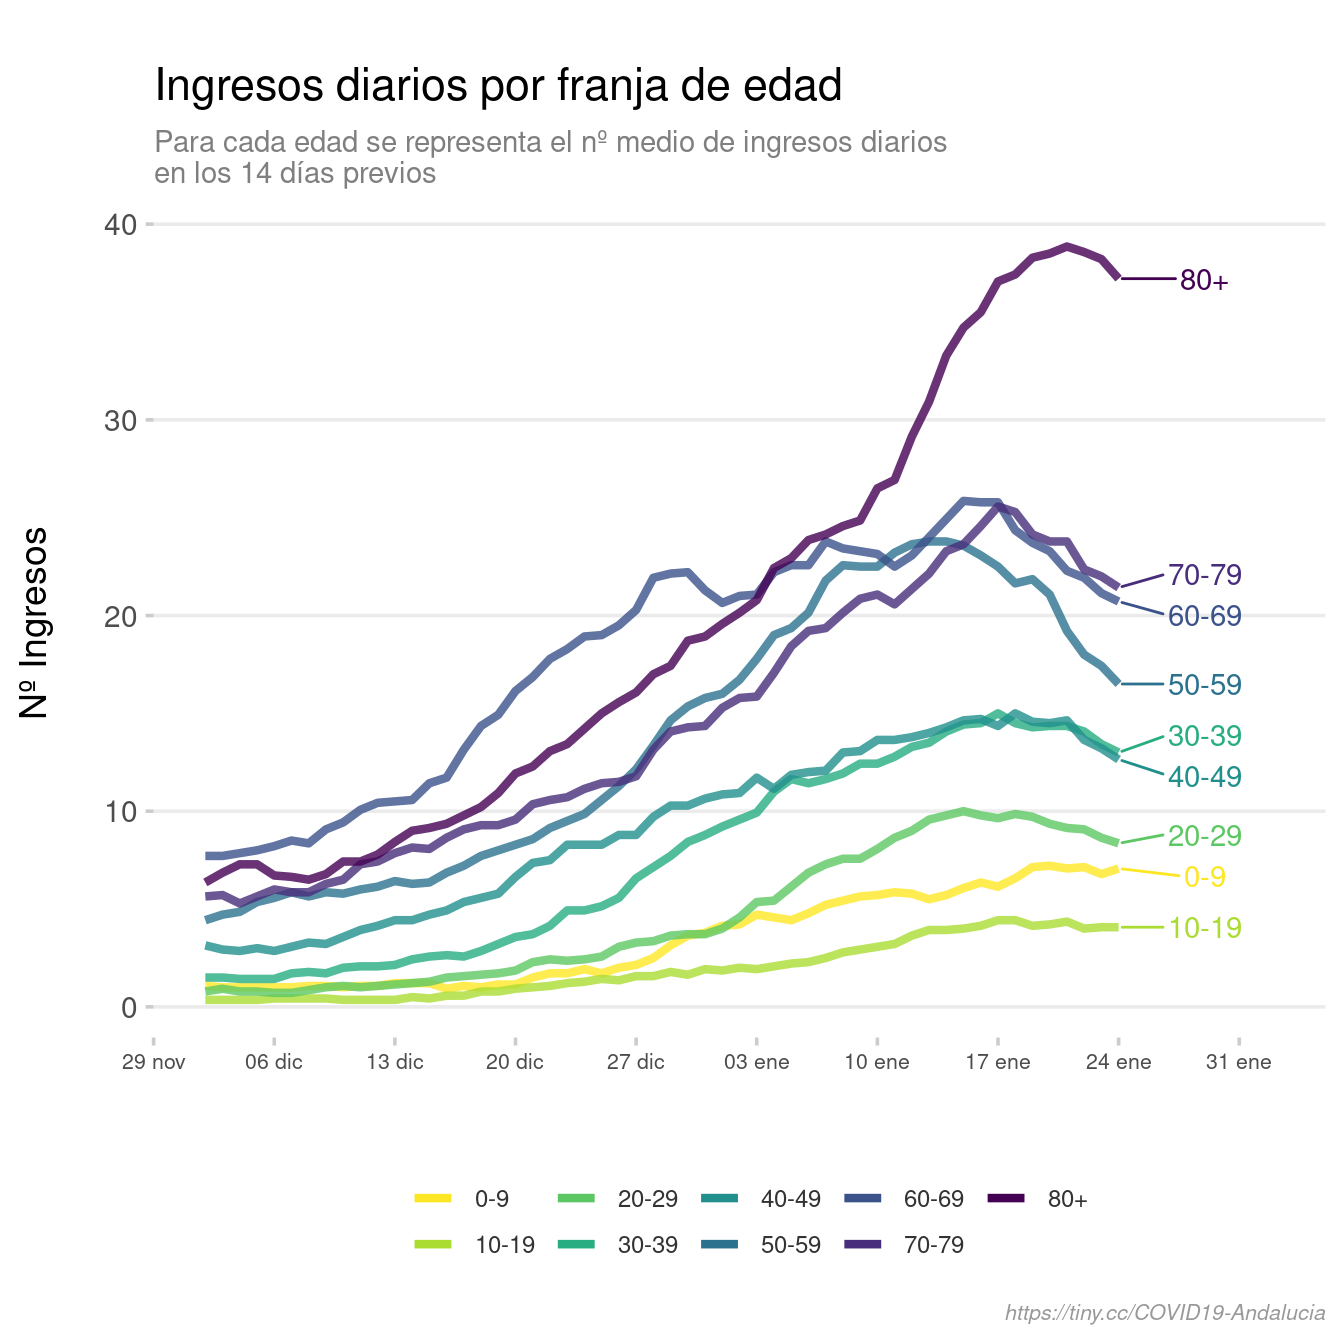 Ingresos diarios por franja de edad
Para cada edad se representa el nº medio de ingresos diarios
en los 14 días previos
Nº Ingresos
40
30
20
10
0
80+
70-79
60-69
50-59
30-39
40-49
20-29
0-9
10-19
29 nov 06 dic 13 dic 20 dic 27 dic 03 ene 10 ene 17 ene 24 ene 31 ene
0-9 20-29 40-49 60-69 80+
10-19 30-39 50-59 70-79
https://tiny.cc/COVID19-Andalucia